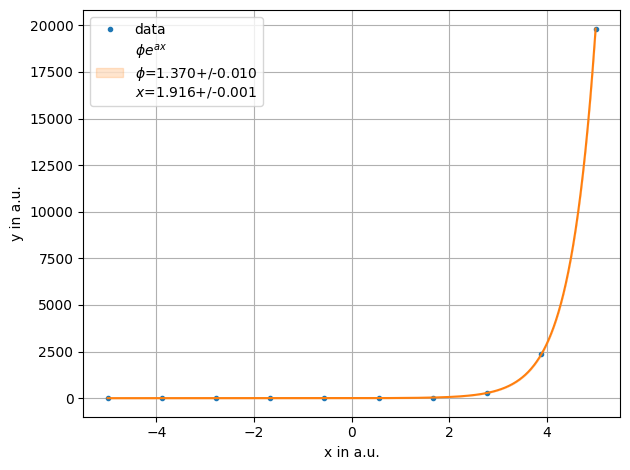 20000
17500
15000
12500
10000
7500
5000
2500
0
y in a.u.
data
$\phi e^{ax}$
ϕ=1.370+/-0.010
x=1.916+/-0.001
−4 −2 0 2 4
x in a.u.